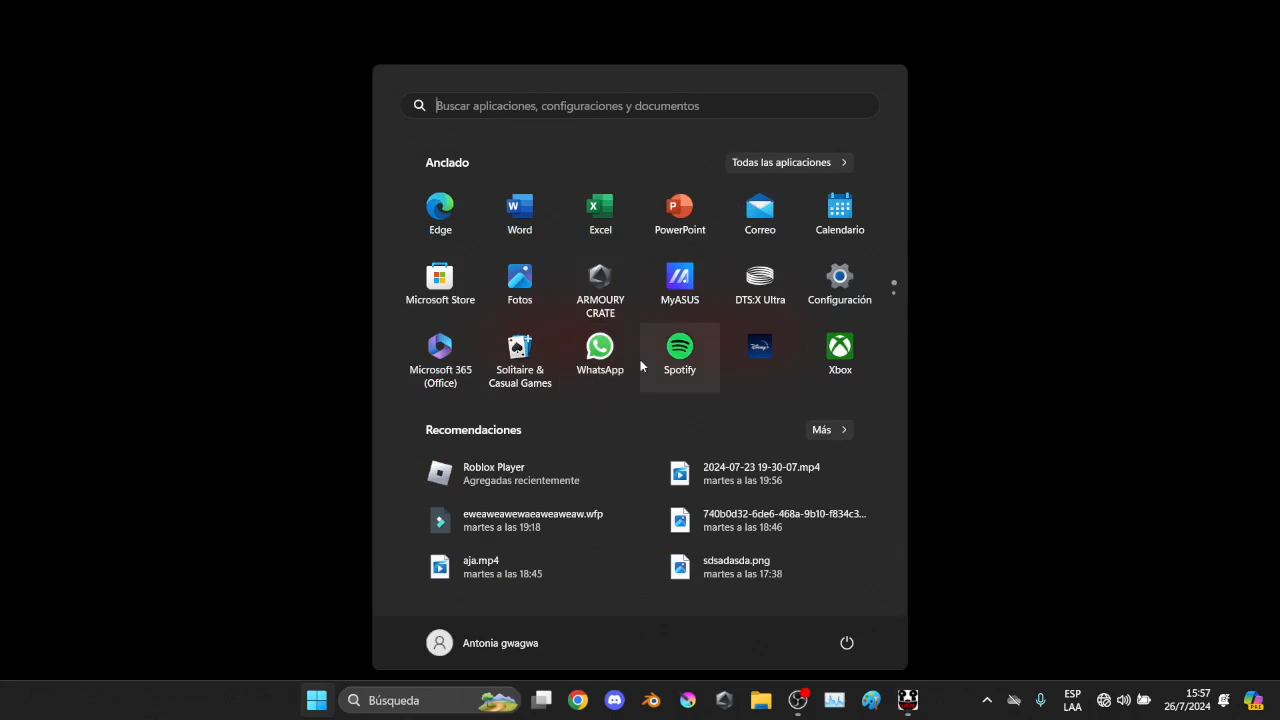 Buscar aplicaciones, configuraciones y documentos
Anclado
Todas las aplicaciones
Edge
Word
Excel
PowerPoint
Correo
Calendario
Microsoft Store
Fotos
ARMOURY
CRATE
MyASUS
DTS:X Ultra
Configuración
Microsoft 365
(Office)
Solitaire &
Casual Games
WhatsApp
Spotify
Disney+
Xbox
Recomendaciones
Más
Roblox Player
Agregadas recientemente
2024-07-23 19-30-07.mp4
martes a las 19:56
eweaweawewaeaweaweaw.wfp
martes a las 19:18
740b0d32-6de6-468a-9b10-f834c3...
martes a las 18:46
aja.mp4
martes a las 18:45
sdsadasda.png
martes a las 17:38
Antonia gwagwa
Búsqueda
ESP
LAA
15:57
26/7/2024